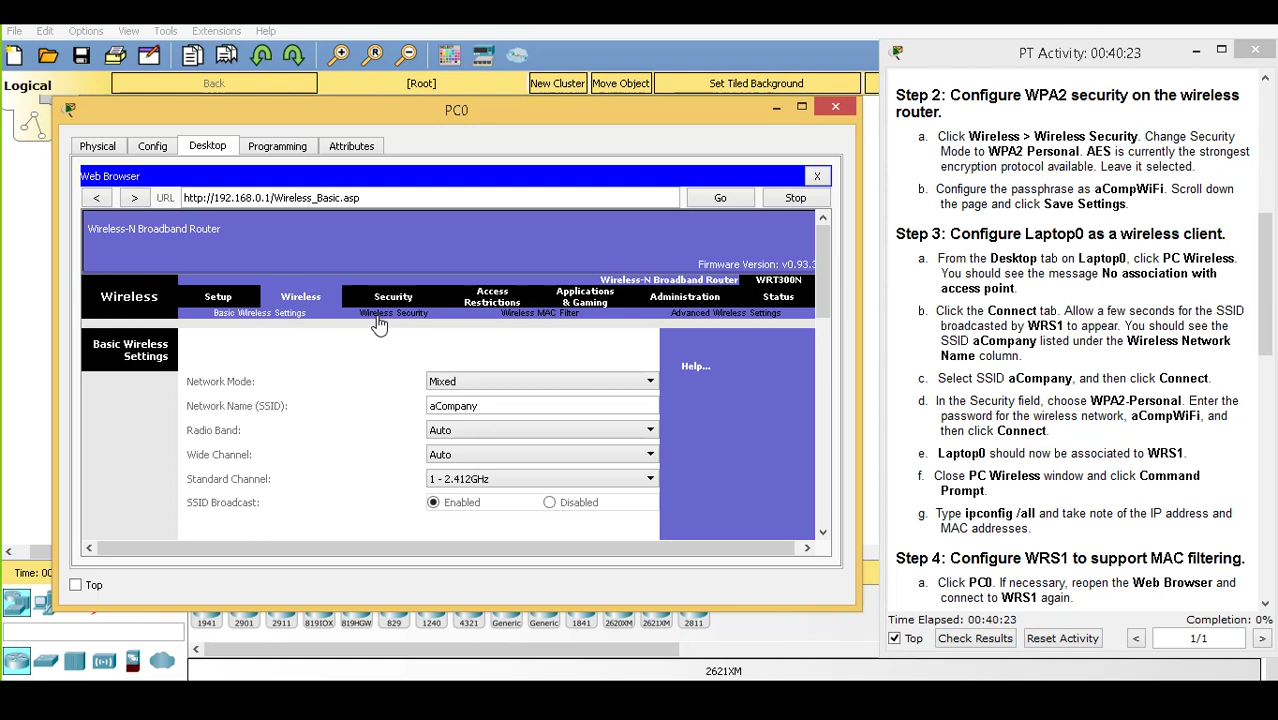 File Edit Options View Tools Extensions Help
PT Activity: 00:40:23
Logical Back [Root] New Cluster Move Object Set Tiled Background
PC0
Physical Config Desktop Programming Attributes
Web Browser X
< > URL http://192.168.0.1/Wireless_Basic.asp Go Stop
Wireless-N Broadband Router
Firmware Version: v0.93.3
Wireless-N Broadband Router WRT300N
Wireless Setup Wireless Security Access Restrictions Applications & Gaming Administration Status
Basic Wireless Settings Wireless Security Wireless MAC Filter Advanced Wireless Settings
Basic Wireless
Settings
Help...
Network Mode: Mixed
Network Name (SSID): aCompany
Radio Band: Auto
Wide Channel: Auto
Standard Channel: 1 - 2.412GHz
SSID Broadcast: Enabled Disabled
Top
Time: 00
1941 2901 2911 819IOX 819HGW 829 1240 4321 Generic Generic 1841 2620XM 2621XM 2811
2621XM
Step 2: Configure WPA2 security on the wireless
router.
a. Click Wireless > Wireless Security. Change Security
Mode to WPA2 Personal. AES is currently the strongest
encryption protocol available. Leave it selected.
b. Configure the passphrase as aCompWiFi. Scroll down
the page and click Save Settings.
Step 3: Configure Laptop0 as a wireless client.
a. From the Desktop tab on Laptop0, click PC Wireless.
You should see the message No association with
access point.
b. Click the Connect tab. Allow a few seconds for the SSID
broadcasted by WRS1 to appear. You should see the
SSID aCompany listed under the Wireless Network
Name column.
c. Select SSID aCompany, and then click Connect.
d. In the Security field, choose WPA2-Personal. Enter the
password for the wireless network, aCompWiFi, and
then click Connect.
e. Laptop0 should now be associated to WRS1.
f. Close PC Wireless window and click Command
Prompt.
g. Type ipconfig /all and take note of the IP address and
MAC addresses.
Step 4: Configure WRS1 to support MAC filtering.
a. Click PC0. If necessary, reopen the Web Browser and
connect to WRS1 again.
Time Elapsed: 00:40:23 Completion: 0%
Top Check Results Reset Activity < 1/1 >